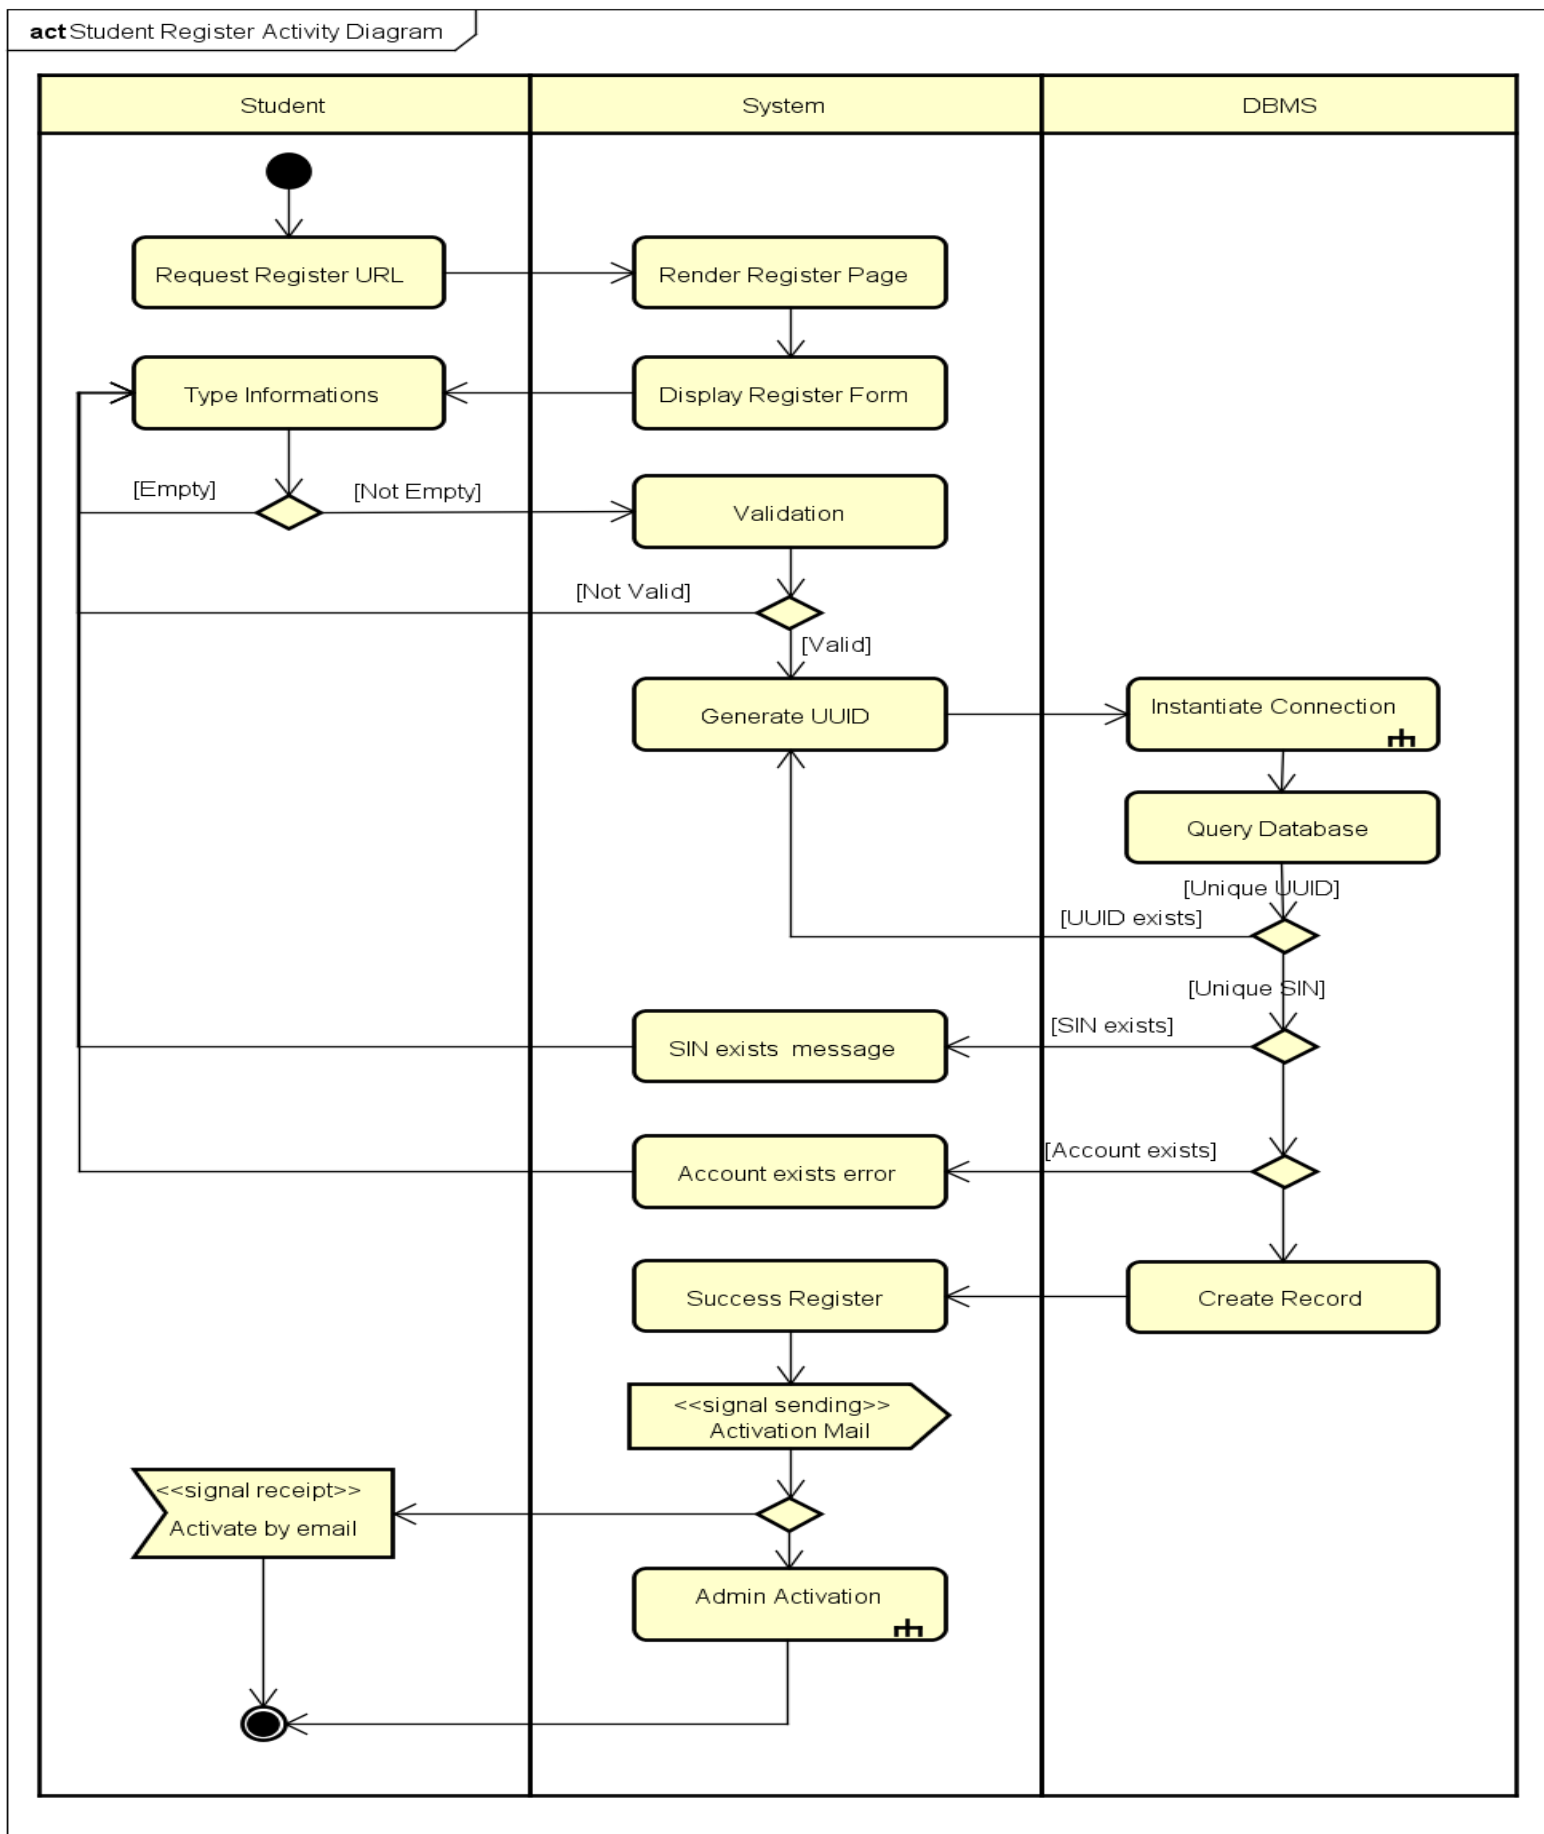 act Student Register Activity Diagram
Student
System
DBMS
Request Register URL
Render Register Page
Type Informations
Display Register Form
[Empty]
[Not Empty]
Validation
[Not Valid]
[Valid]
Generate UUID
Instantiate Connection
Query Database
[Unique UUID]
[UUID exists]
[Unique SIN]
[SIN exists]
SIN exists  message
[Account exists]
Account exists error
Success Register
Create Record
<<signal sending>>
Activation Mail
<<signal receipt>>
Activate by email
Admin Activation